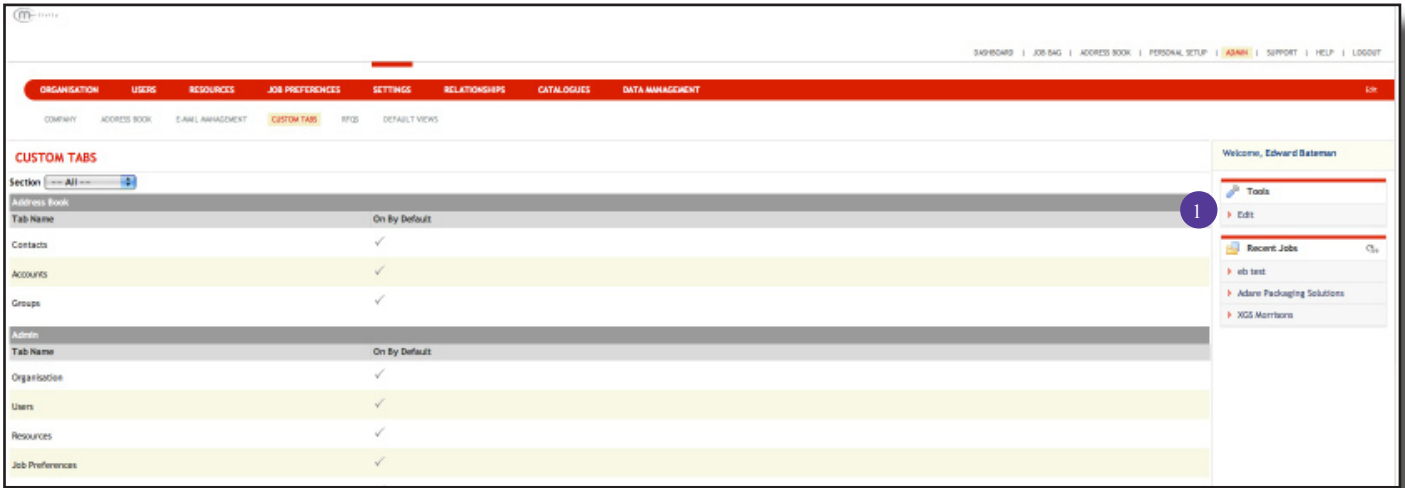 DASHBOARD | JOB BAG | ADDRESS BOOK | PERSONAL SETUP | ADMIN | SUPPORT | HELP | LOGOUT
ORGANISATION USERS RESOURCES JOB PREFERENCES SETTINGS RELATIONSHIPS CATALOGUES DATA MANAGEMENT Edit
COMPANY ADDRESS BOOK E-MAIL MANAGEMENT CUSTOM TABS RFQS DEFAULT VIEWS
CUSTOM TABS
Section -- All --
Address Book
Tab Name On By Default
Contacts
Accounts
Groups
Admin
Tab Name On By Default
Organisation
Users
Resources
Job Preferences
Welcome, Edward Bateman
Tools
1
Edit
Recent Jobs
eb test
Adare Packaging Solutions
XGS Morrisons